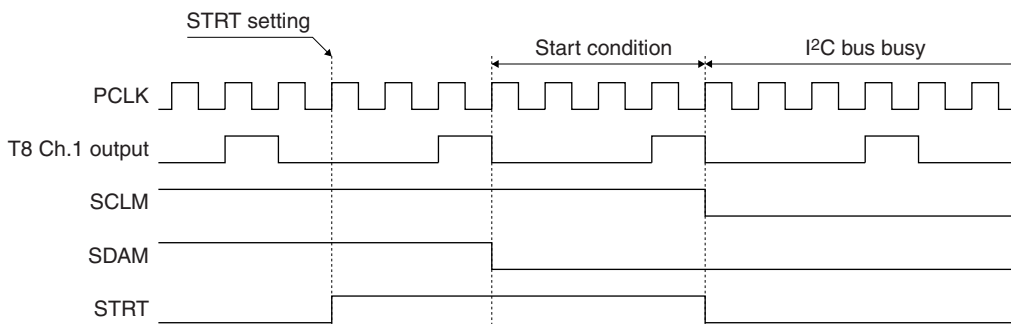 STRT setting
Start condition
I2C bus busy
PCLK
T8 Ch.1 output
SCLM
SDAM
STRT